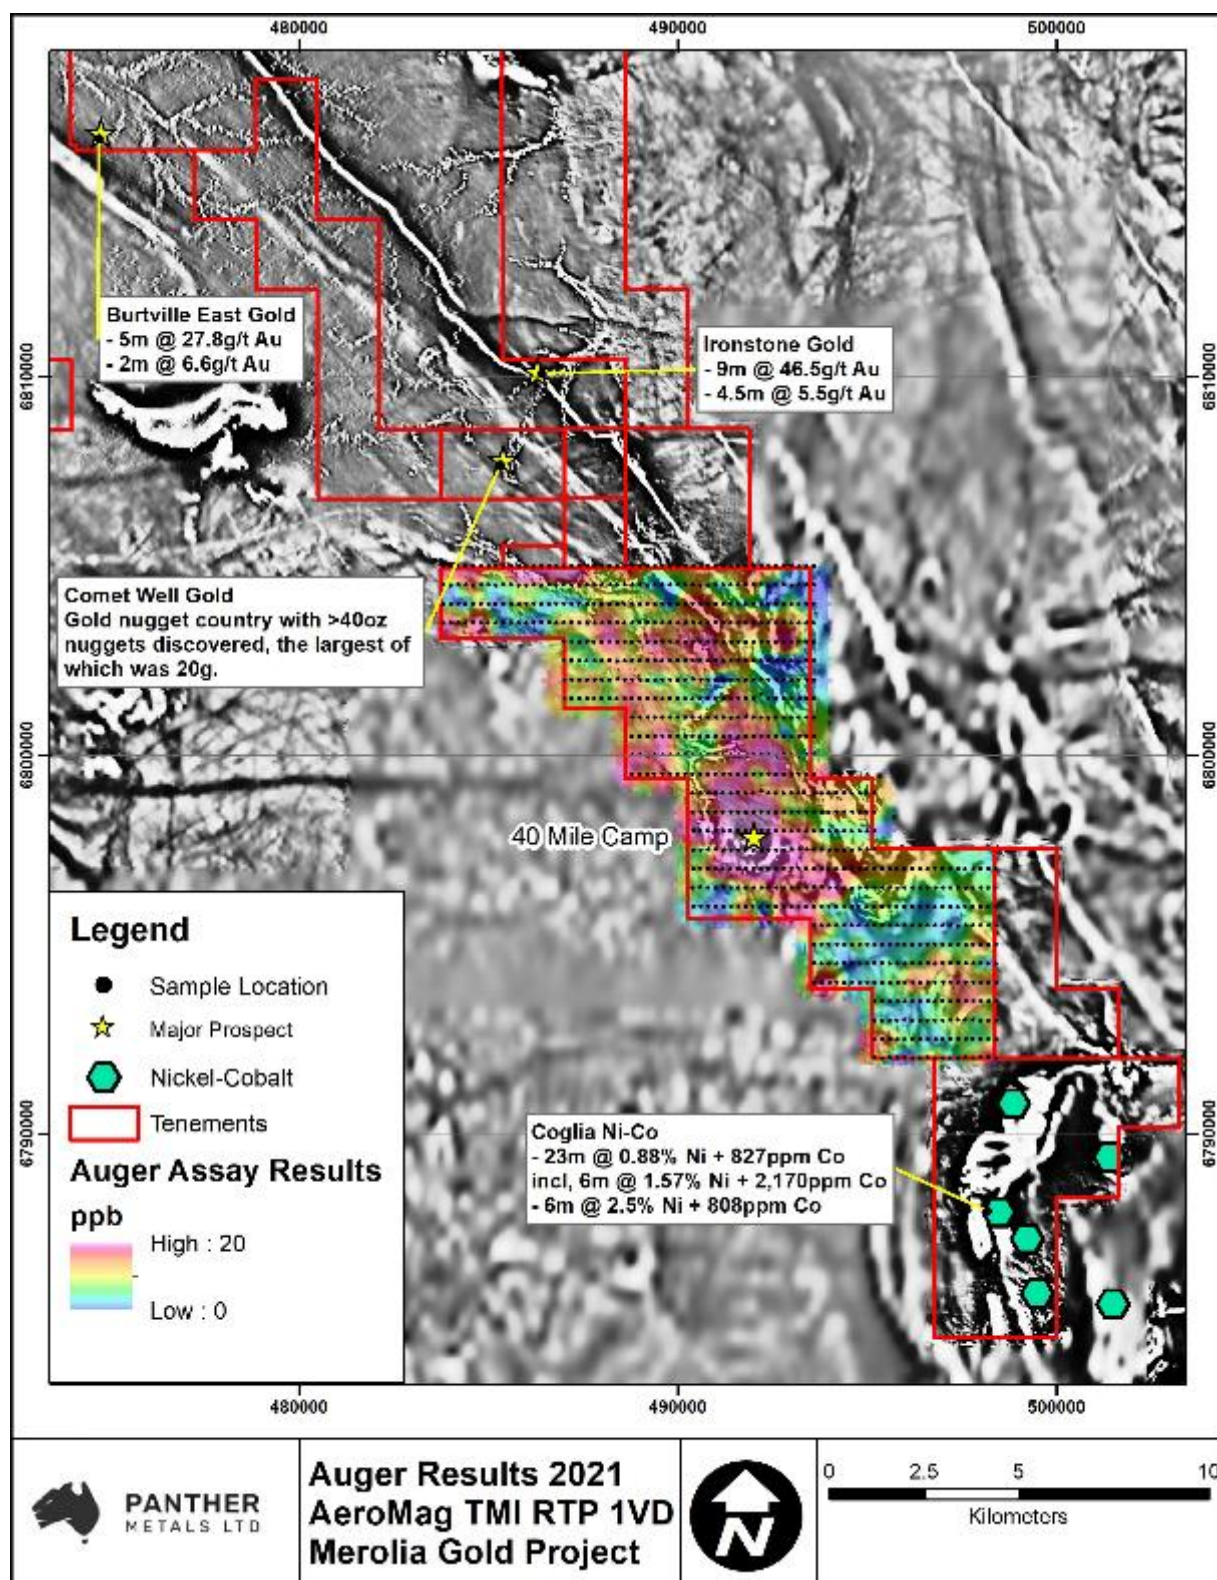 480000
490000
500000
Burtville East Gold
- 5m @ 27.8g/t Au
- 2m @ 6.6g/t Au
Ironstone Gold
- 9m @ 46.5g/t Au
- 4.5m @ 5.5g/t Au
6810000
6810000
Comet Well Gold
Gold nugget country with >40oz
nuggets discovered, the largest of
which was 20g.
6800000
6800000
40 Mile Camp
Legend
Sample Location
Major Prospect
Nickel-Cobalt
Tenements
Auger Assay Results
ppb
High : 20
Low : 0
6790000
6790000
Coglia Ni-Co
- 23m @ 0.88% Ni + 827ppm Co
incl, 6m @ 1.57% Ni + 2,170ppm Co
- 6m @ 2.5% Ni + 808ppm Co
480000
490000
500000
PANTHER
METALS LTD
Auger Results 2021
AeroMag TMI RTP 1VD
Merolia Gold Project
N
0
2.5
5
10
Kilometers